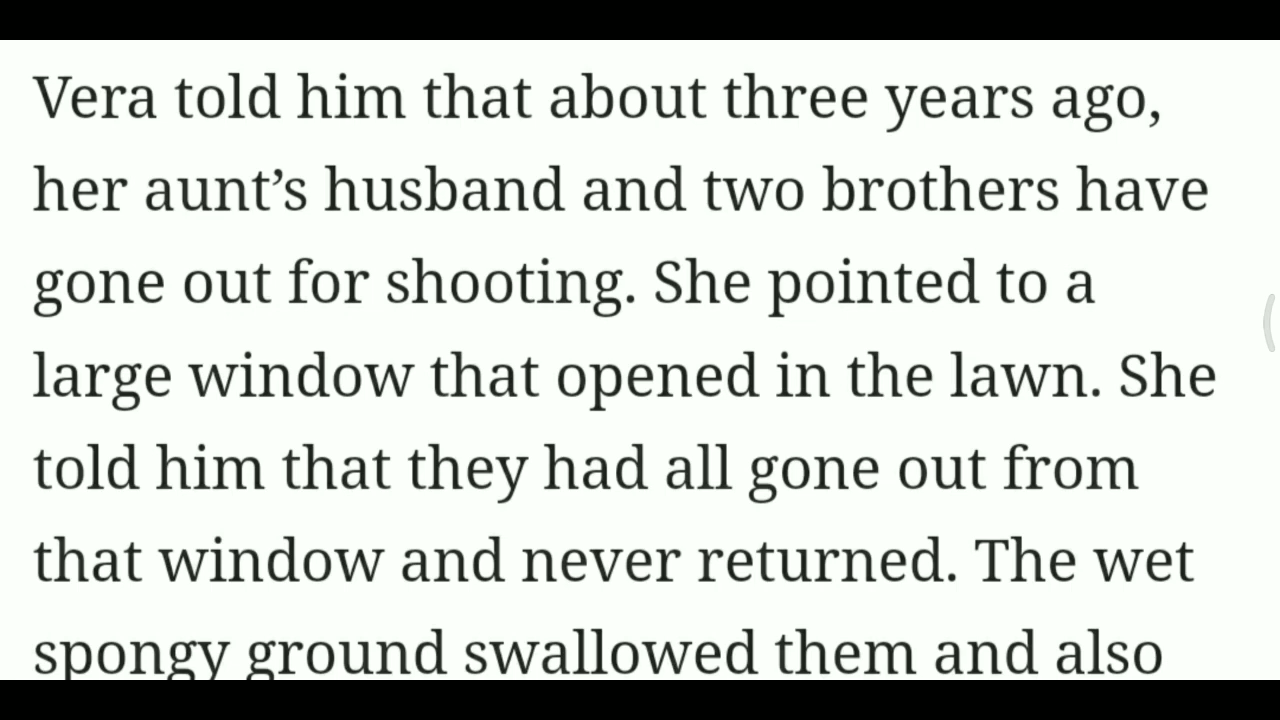 Vera told him that about three years ago,
her aunt’s husband and two brothers have
gone out for shooting. She pointed to a
large window that opened in the lawn. She
told him that they had all gone out from
that window and never returned. The wet
spongy ground swallowed them and also